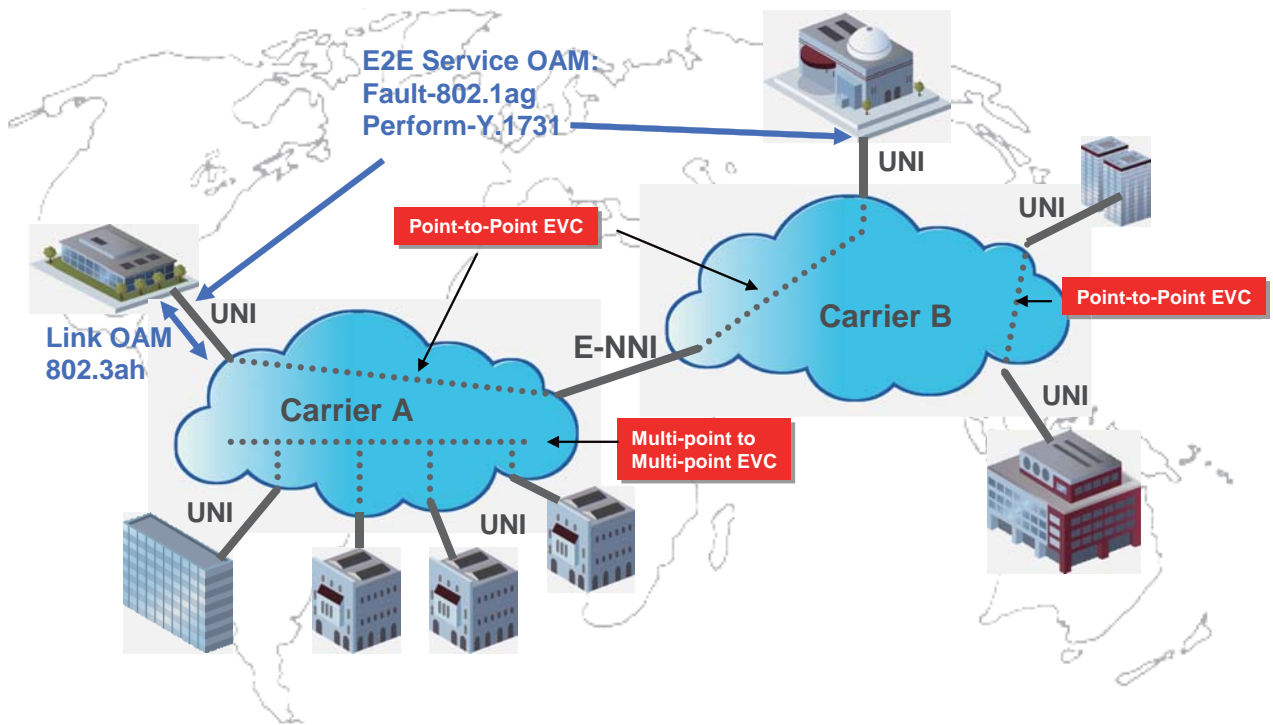 E2E Service OAM:
Fault-802.1ag
Perform-Y.1731
UNI
UNI
Point-to-Point EVC
Point-to-Point EVC
UNI
Link OAM
802.3ah
Carrier B
E-NNI
Carrier A
UNI
Multi-point to
Multi-point EVC
UNI
UNI